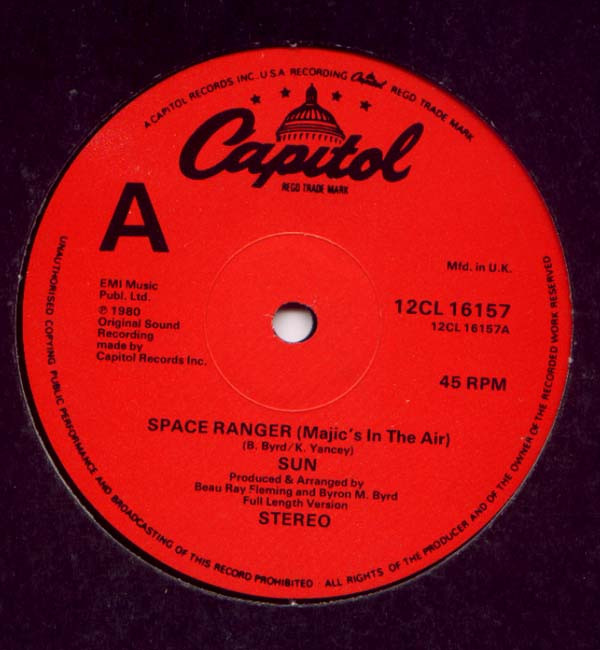 A CAPITOL RECORDS INC., U.S.A. RECORDING Capitol REGD TRADE MARK
Capitol
REGD TRADE MARK
A
Mfd. in U.K.
EMI Music
Publ. Ltd.
℗ 1980
Original Sound
Recording
made by
Capitol Records Inc.
12CL 16157
12CL 16157A
45 RPM
SPACE RANGER (Majic's In The Air)
(B. Byrd/K. Yancey)
SUN
Produced & Arranged by
Beau Ray Fleming and Byron M. Byrd
Full Length Version
STEREO
UNAUTHORISED COPYING PUBLIC PERFORMANCE AND BROADCASTING OF THIS RECORD PROHIBITED · ALL RIGHTS OF THE PRODUCER AND OF THE OWNER OF THE RECORDED WORK RESERVED